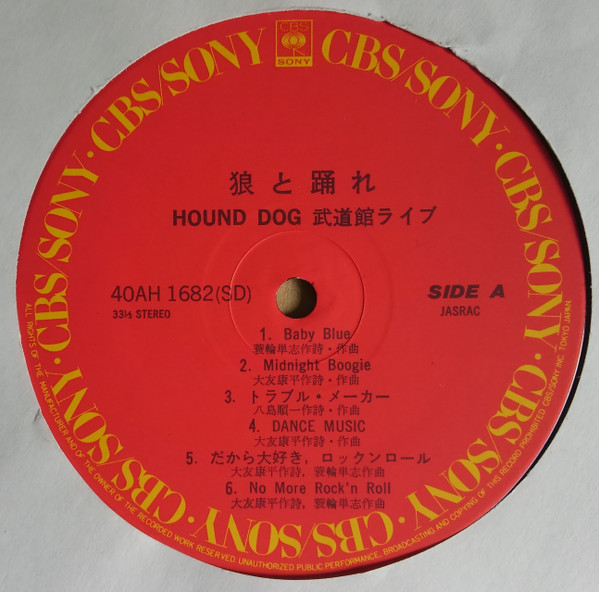 CBS/SONY · CBS/SONY · CBS/SONY · CBS/SONY · CBS/SONY · CBS/SONY · CBS/SONY · CBS/SONY
CBS
SONY
狼と踊れ
HOUND DOG 武道館ライブ
40AH 1682(SD)
SIDE A
33⅓ STEREO
JASRAC
1. Baby Blue
蓑輪単志作詩・作曲
2. Midnight Boogie
大友康平作詩・作曲
3. トラブル・メーカー
八島順一作詩・作曲
4. DANCE MUSIC
大友康平作詩・作曲
5. だから大好き, ロックンロール
大友康平作詩, 蓑輪単志作曲
6. No More Rock'n Roll
大友康平作詩, 蓑輪単志作曲
ALL RIGHTS OF THE MANUFACTURER AND OF THE OWNER OF THE RECORDED WORK RESERVED. UNAUTHORIZED PUBLIC PERFORMANCE, BROADCASTING AND COPYING OF THIS RECORD PROHIBITED CBS/SONY INC. TOKYO JAPAN